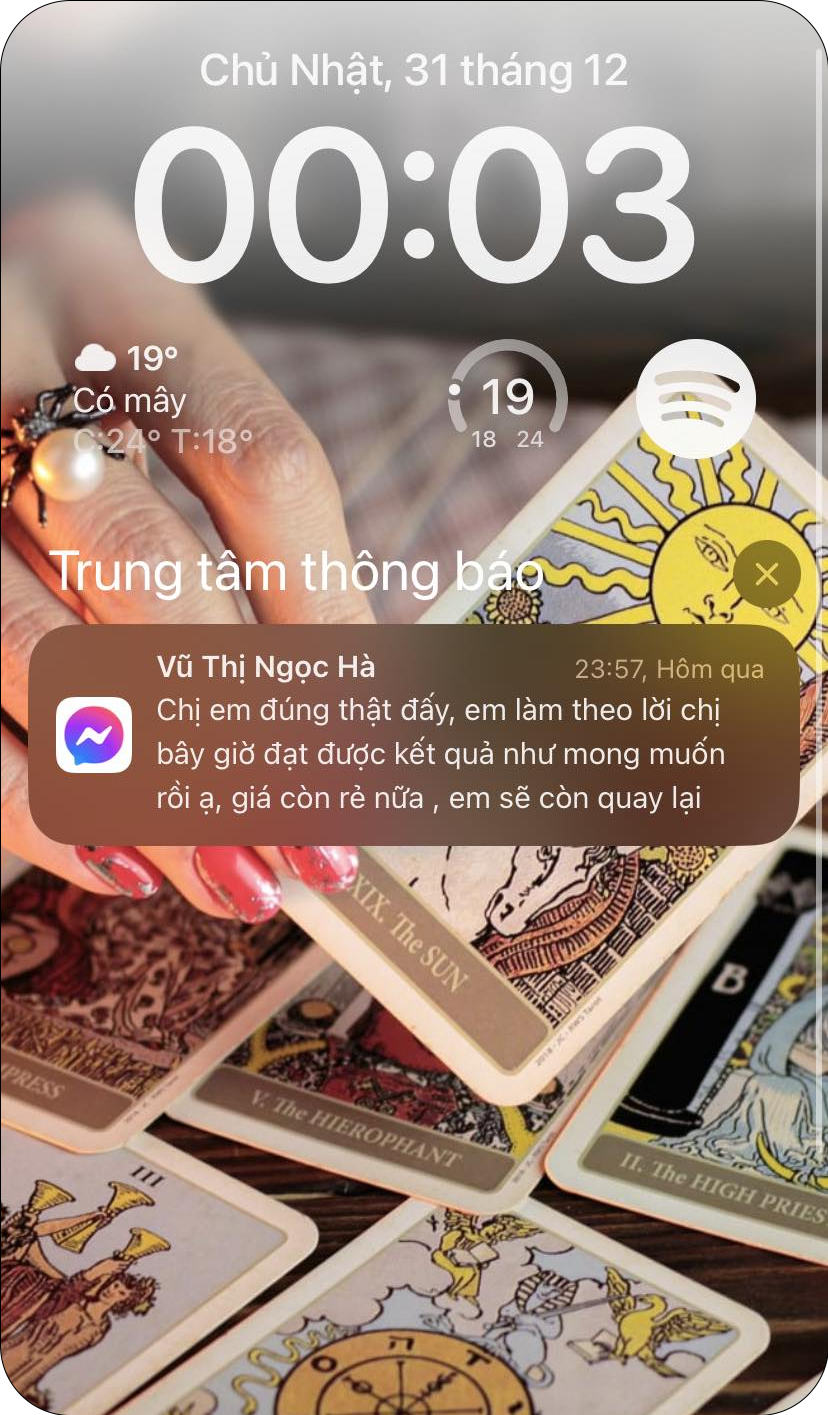 Chủ Nhật, 31 tháng 12
00:03
19°
Có mây
C:24° T:18°
19
18 24
Trung tâm thông báo
Vũ Thị Ngọc Hà
23:57, Hôm qua
Chị em đúng thật đấy, em làm theo lời chị
bây giờ đạt được kết quả như mong muốn
rồi ạ, giá còn rẻ nữa , em sẽ còn quay lại
XIX. The SUN
B
PRESS
V. The HIEROPHANT
II. The HIGH PRIES
III